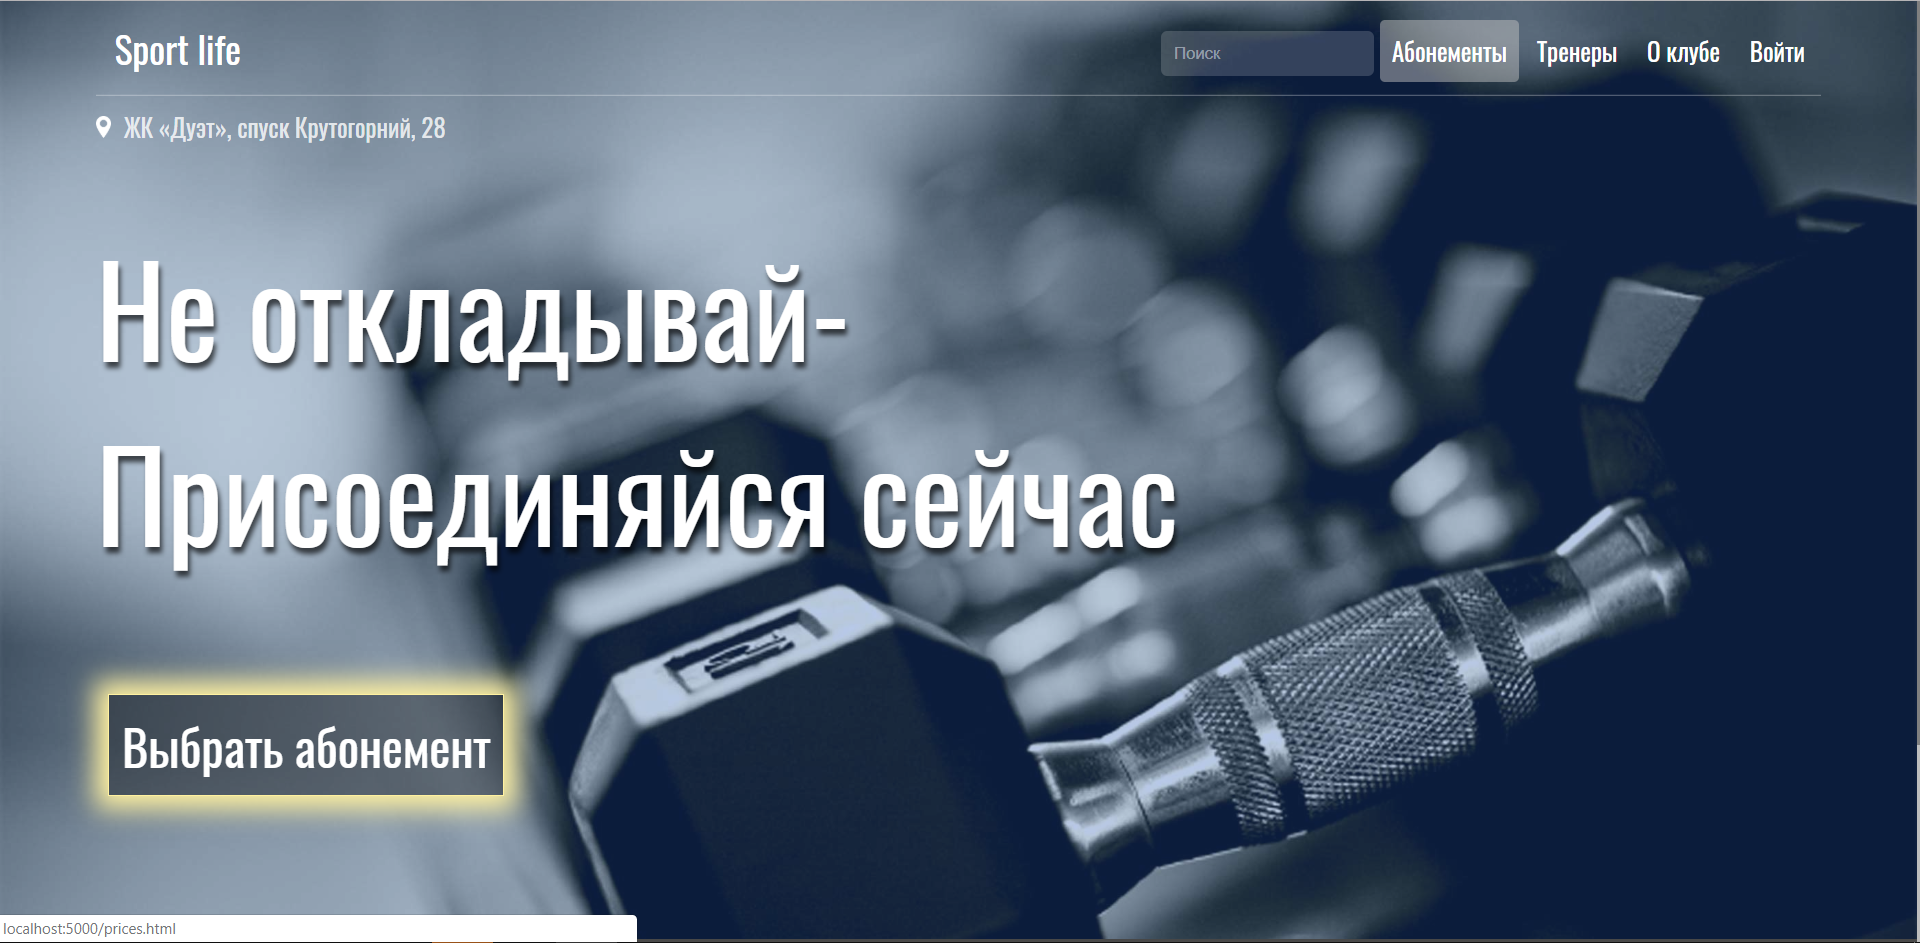 Sport life
Поиск
Абонементы
Тренеры
О клубе
Войти
ЖК «Дуэт», спуск Крутогорний, 28
Не откладывай-
Присоединяйся сейчас
Выбрать абонемент
localhost:5000/prices.html